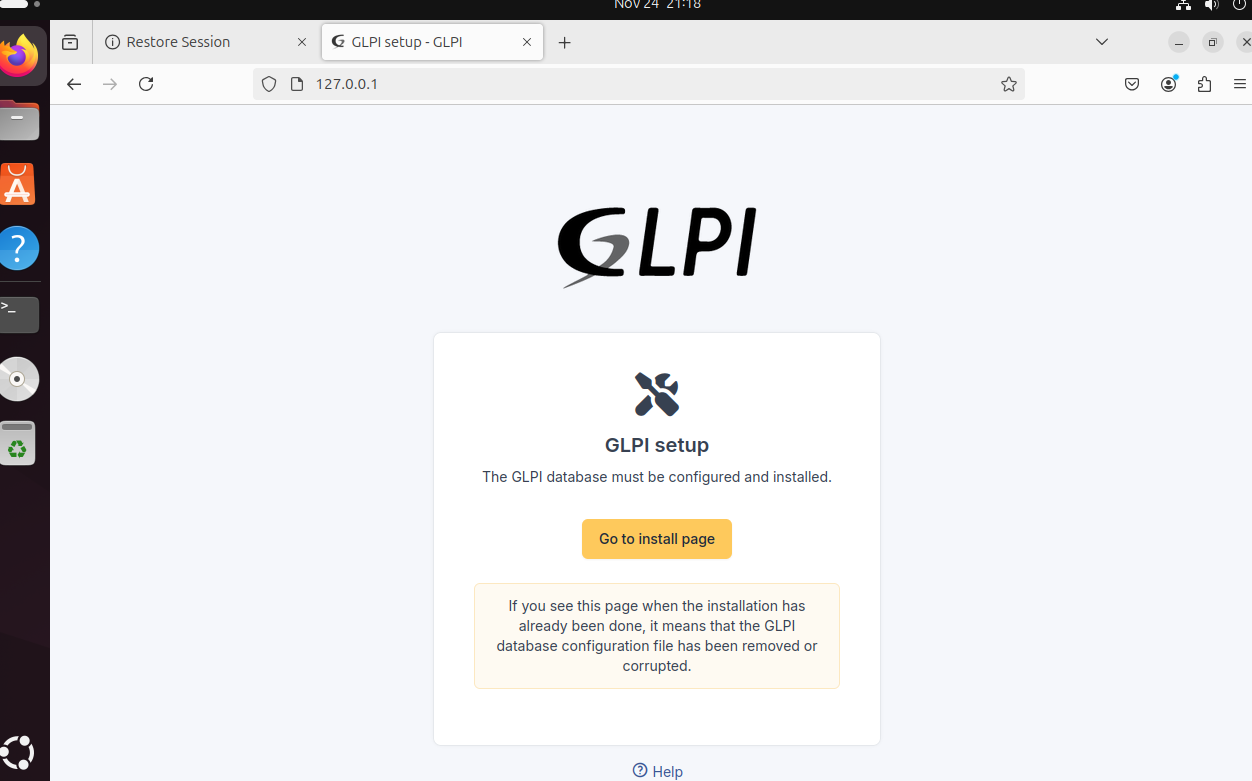 Nov 24 21:18
Restore Session
GLPI setup - GLPI
127.0.0.1
GLPI
GLPI setup
The GLPI database must be configured and installed.
Go to install page
If you see this page when the installation has
already been done, it means that the GLPI
database configuration file has been removed or
corrupted.
Help